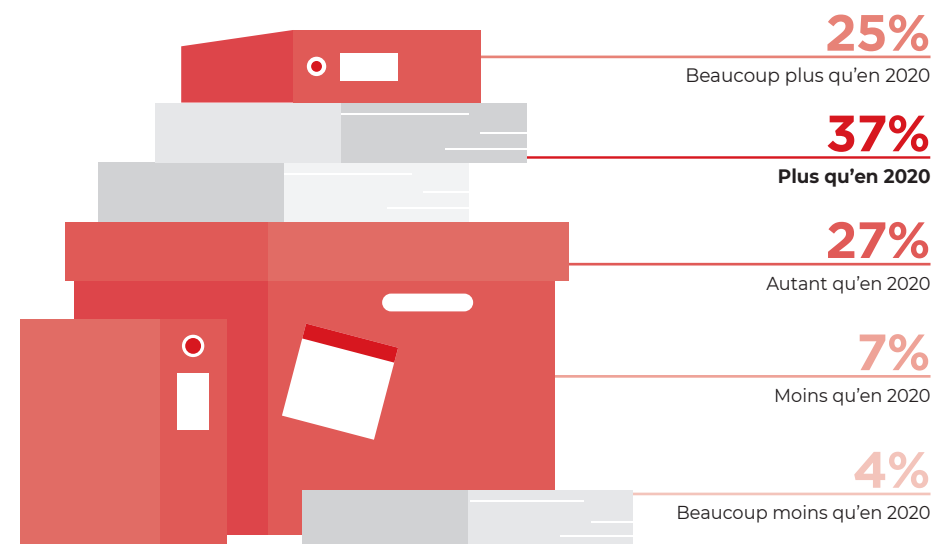 25%
Beaucoup plus qu’en 2020
37%
Plus qu’en 2020
27%
Autant qu’en 2020
7%
Moins qu’en 2020
4%
Beaucoup moins qu’en 2020